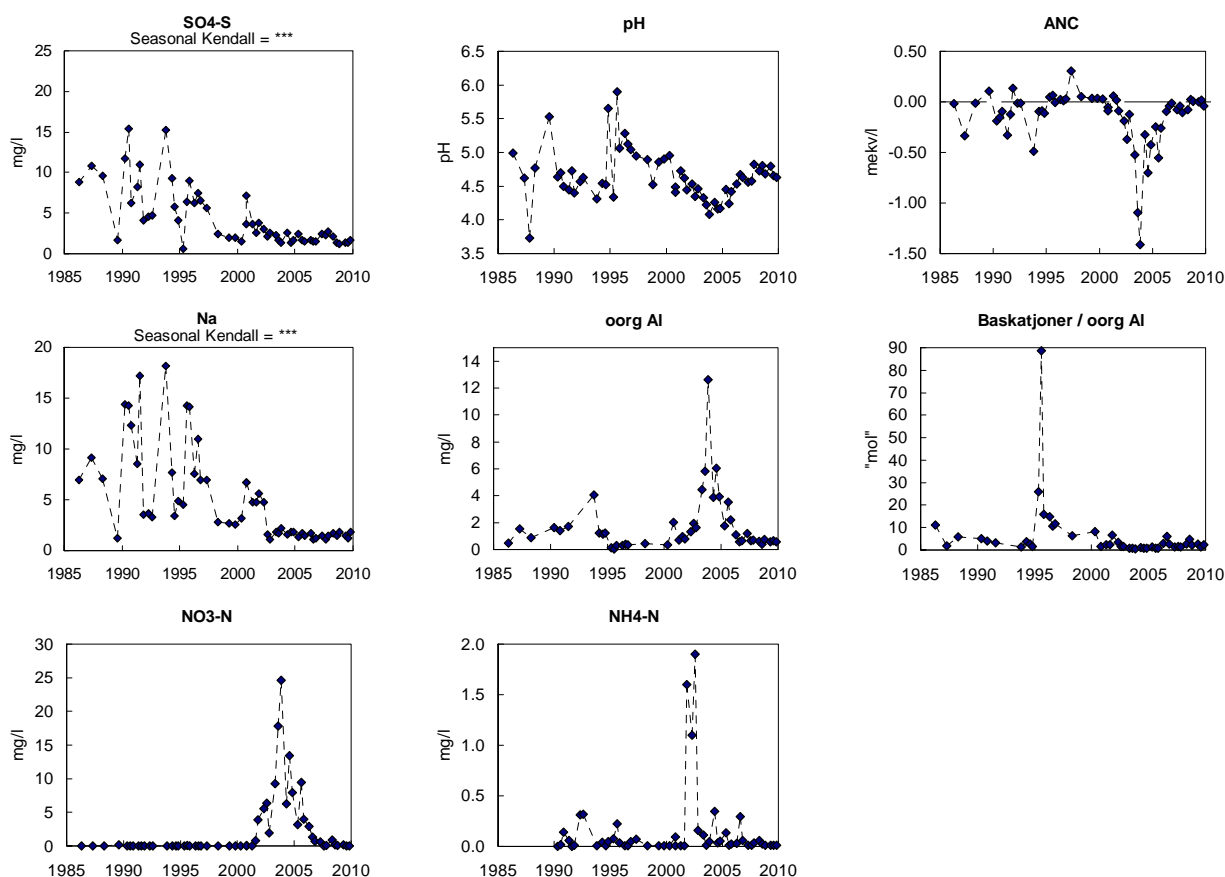 SO4-S
Seasonal Kendall = ***
mg/l
25
20
15
10
5
0
1985 1990 1995 2000 2005 2010
pH
pH
6.5
6.0
5.5
5.0
4.5
4.0
3.5
1985 1990 1995 2000 2005 2010
ANC
mekv/l
0.50
0.00
-0.50
-1.00
-1.50
1985 1990 1995 2000 2005 2010
Na
Seasonal Kendall = ***
mg/l
20
15
10
5
0
1985 1990 1995 2000 2005 2010
oorg Al
mg/l
14
12
10
8
6
4
2
0
1985 1990 1995 2000 2005 2010
Baskatjoner / oorg Al
"mol"
90
80
70
60
50
40
30
20
10
0
1985 1990 1995 2000 2005 2010
NO3-N
mg/l
30
25
20
15
10
5
0
1985 1990 1995 2000 2005 2010
NH4-N
mg/l
2.0
1.5
1.0
0.5
0.0
1985 1990 1995 2000 2005 2010